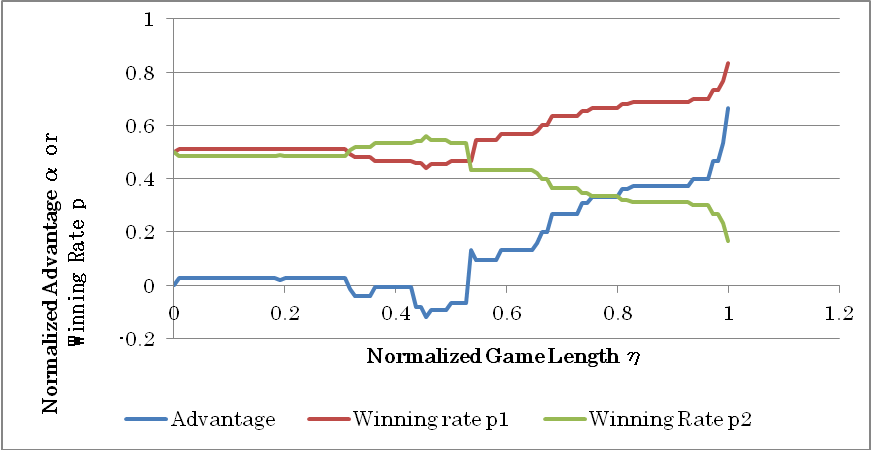 1
0.8
0.6
0.4
0.2
0
-0.2
0 0.2 0.4 0.6 0.8 1 1.2
Normalized Advantage α or
Winning Rate p
Normalized Game Length η
Advantage Winning rate p1 Winning Rate p2